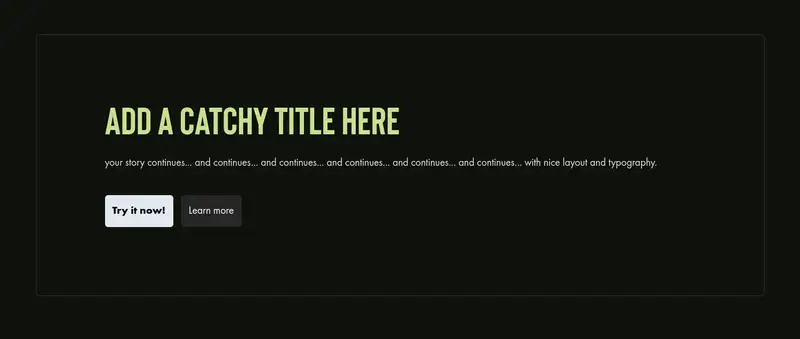 ADD A CATCHY TITLE HERE
your story continues... and continues... and continues... and continues... and continues... and continues... with nice layout and typography.
Try it now!
Learn more